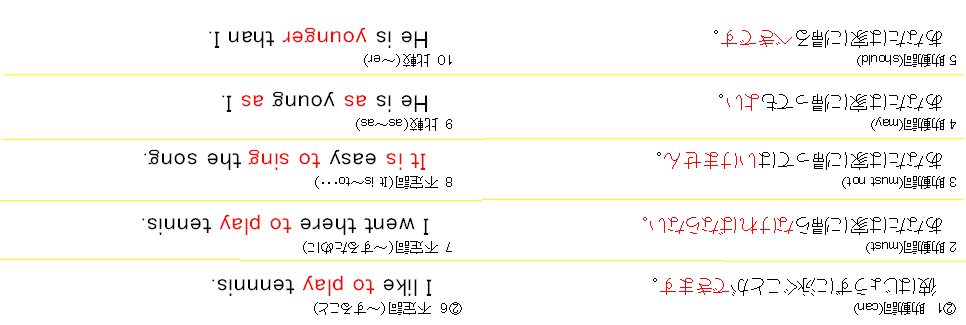 ②1 助動詞(can)
彼はじょうずに泳ぐことができます。
2 助動詞(must)
あなたは家に帰らなければならない。
3 助動詞(must not)
あなたは家に帰ってはいけません。
4 助動詞(may)
あなたは家に帰ってもよい。
5 助動詞(should)
あなたは家に帰るべきです。
②6 不定詞(～すること)
I like to play tennnis.
7 不定詞(～するために)
I went there to play tennis.
8 不定詞(It is～to…)
It is easy to sing the song.
9 比較(as～as)
He is as young as I.
10 比較(～er)
He is younger than I.